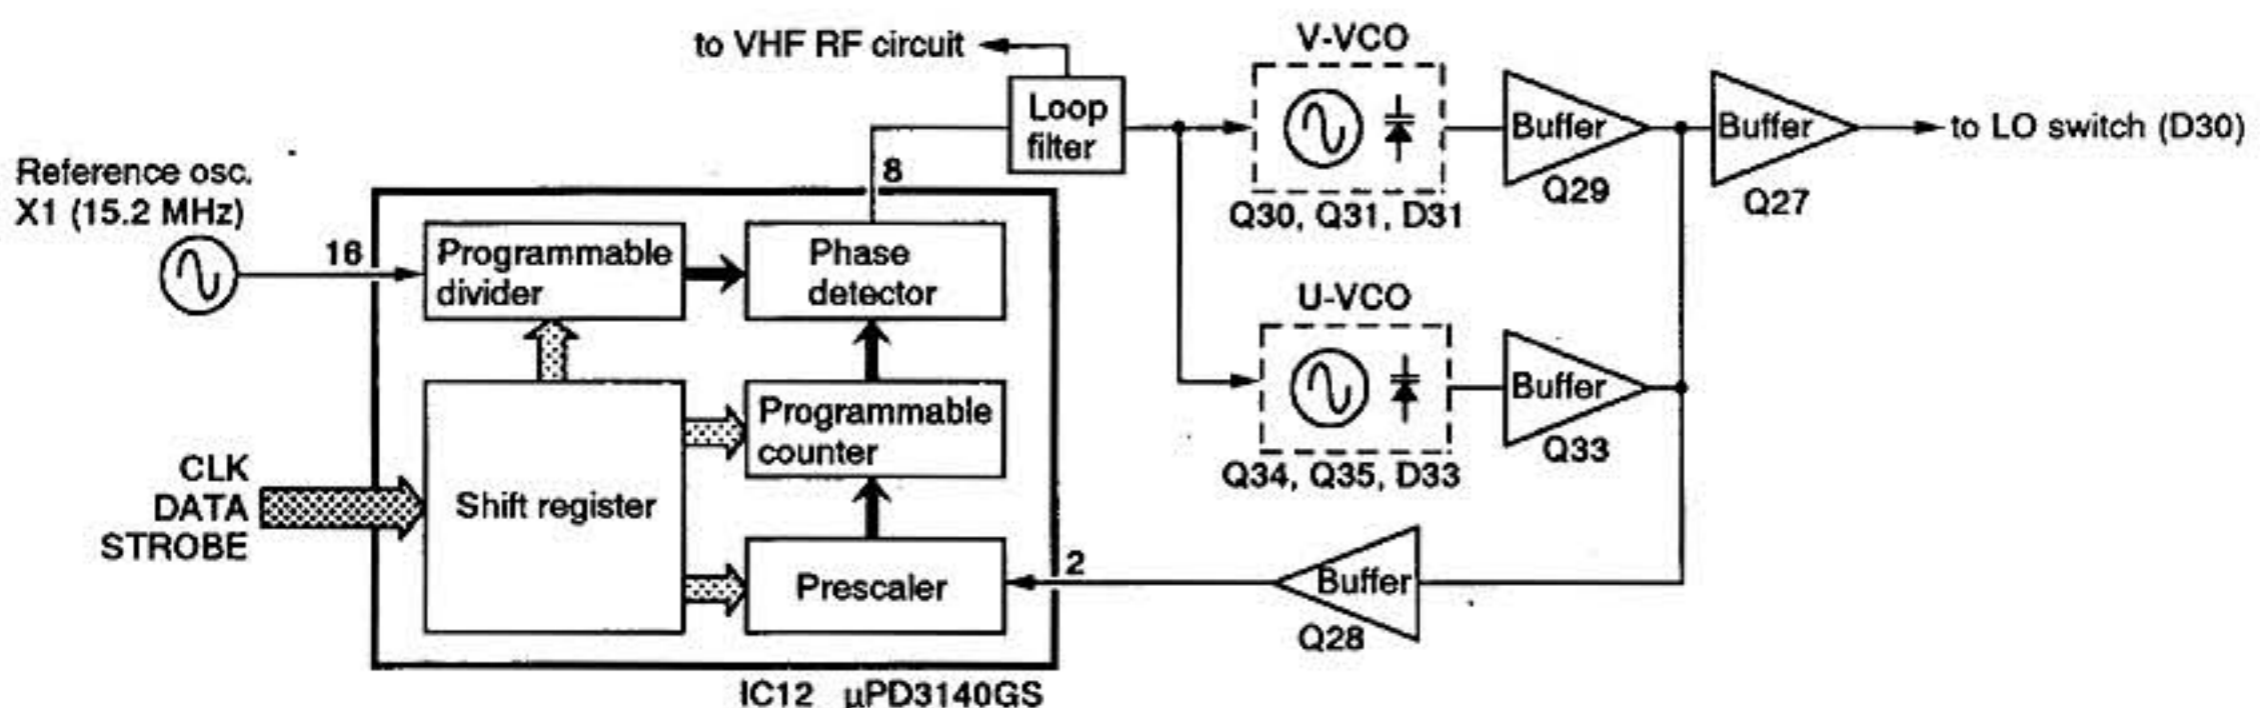 to VHF RF circuit
V-VCO
Loop
filter
Buffer
Buffer
to LO switch (D30)
Reference osc.
X1 (15.2 MHz)
8
Q30, Q31, D31
Q29
Q27
16
Programmable
divider
Phase
detector
U-VCO
Programmable
counter
Buffer
Q33
Q34, Q35, D33
CLK
DATA
STROBE
Shift register
Prescaler
2
Buffer
Q28
IC12 µPD3140GS